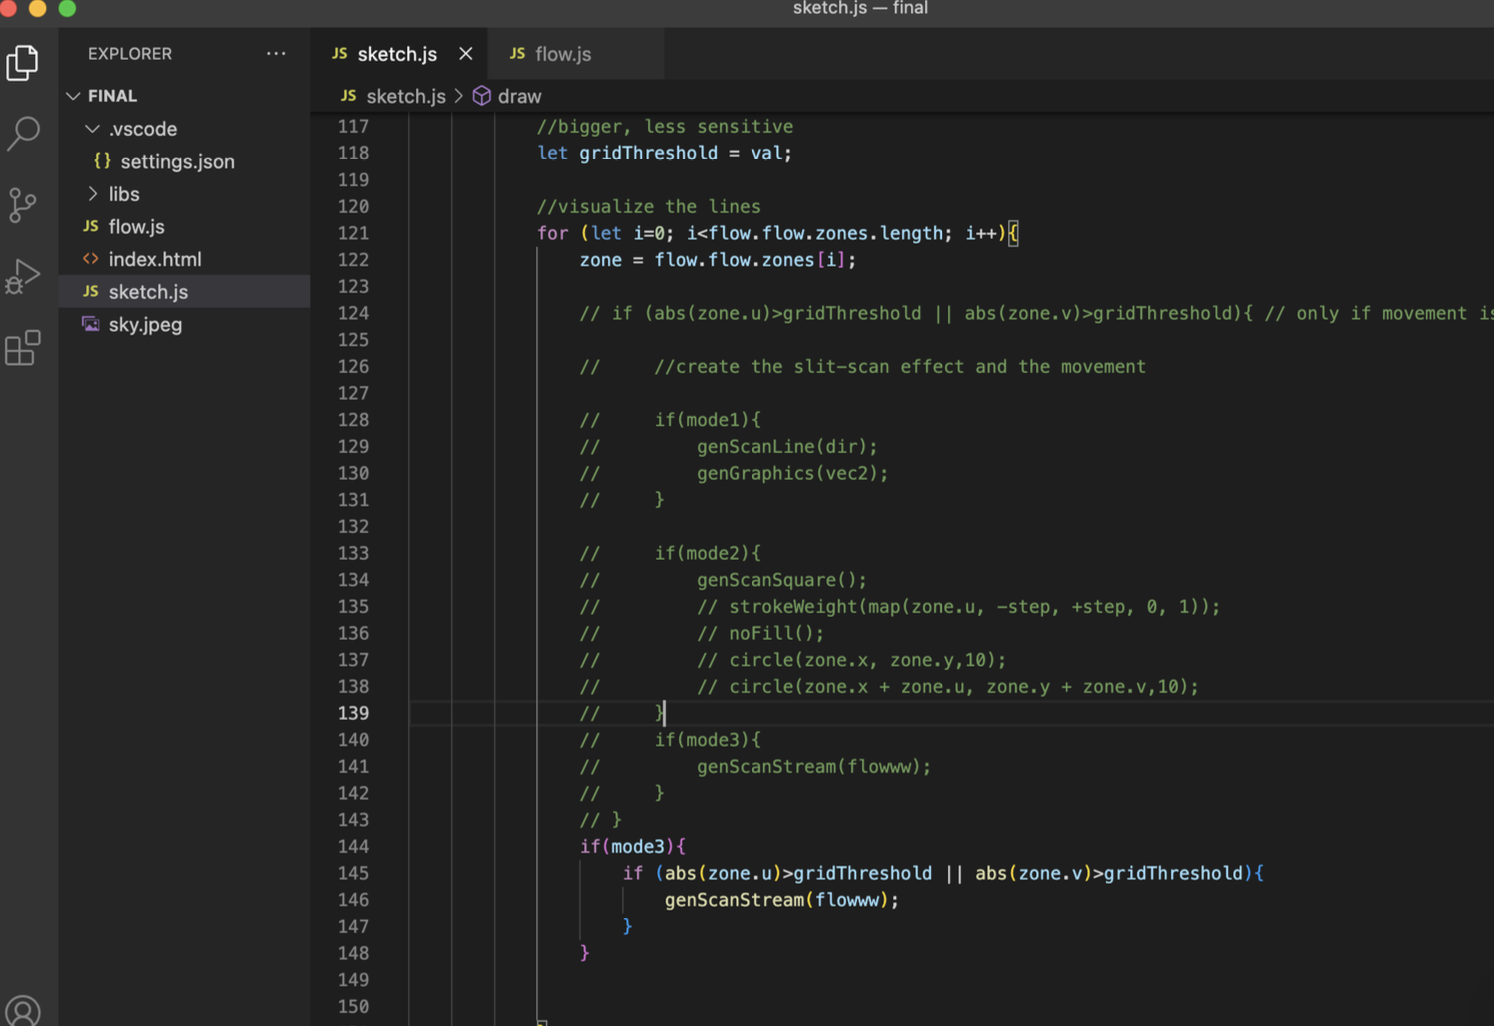 sketch.js — final
EXPLORER
···
JS sketch.js ×
JS flow.js
FINAL
JS sketch.js > draw
.vscode
{} settings.json
libs
JS flow.js
<> index.html
JS sketch.js
sky.jpeg
117 //bigger, less sensitive
118 let gridThreshold = val;
119
120 //visualize the lines
121 for (let i=0; i<flow.flow.zones.length; i++){
122 zone = flow.flow.zones[i];
123
124 // if (abs(zone.u)>gridThreshold || abs(zone.v)>gridThreshold){ // only if movement is
125
126 // //create the slit-scan effect and the movement
127
128 // if(mode1){
129 // genScanLine(dir);
130 // genGraphics(vec2);
131 // }
132
133 // if(mode2){
134 // genScanSquare();
135 // // strokeWeight(map(zone.u, -step, +step, 0, 1));
136 // // noFill();
137 // // circle(zone.x, zone.y,10);
138 // // circle(zone.x + zone.u, zone.y + zone.v,10);
139 // }
140 // if(mode3){
141 // genScanStream(flowww);
142 // }
143 // }
144 if(mode3){
145 if (abs(zone.u)>gridThreshold || abs(zone.v)>gridThreshold){
146 genScanStream(flowww);
147 }
148 }
149
150